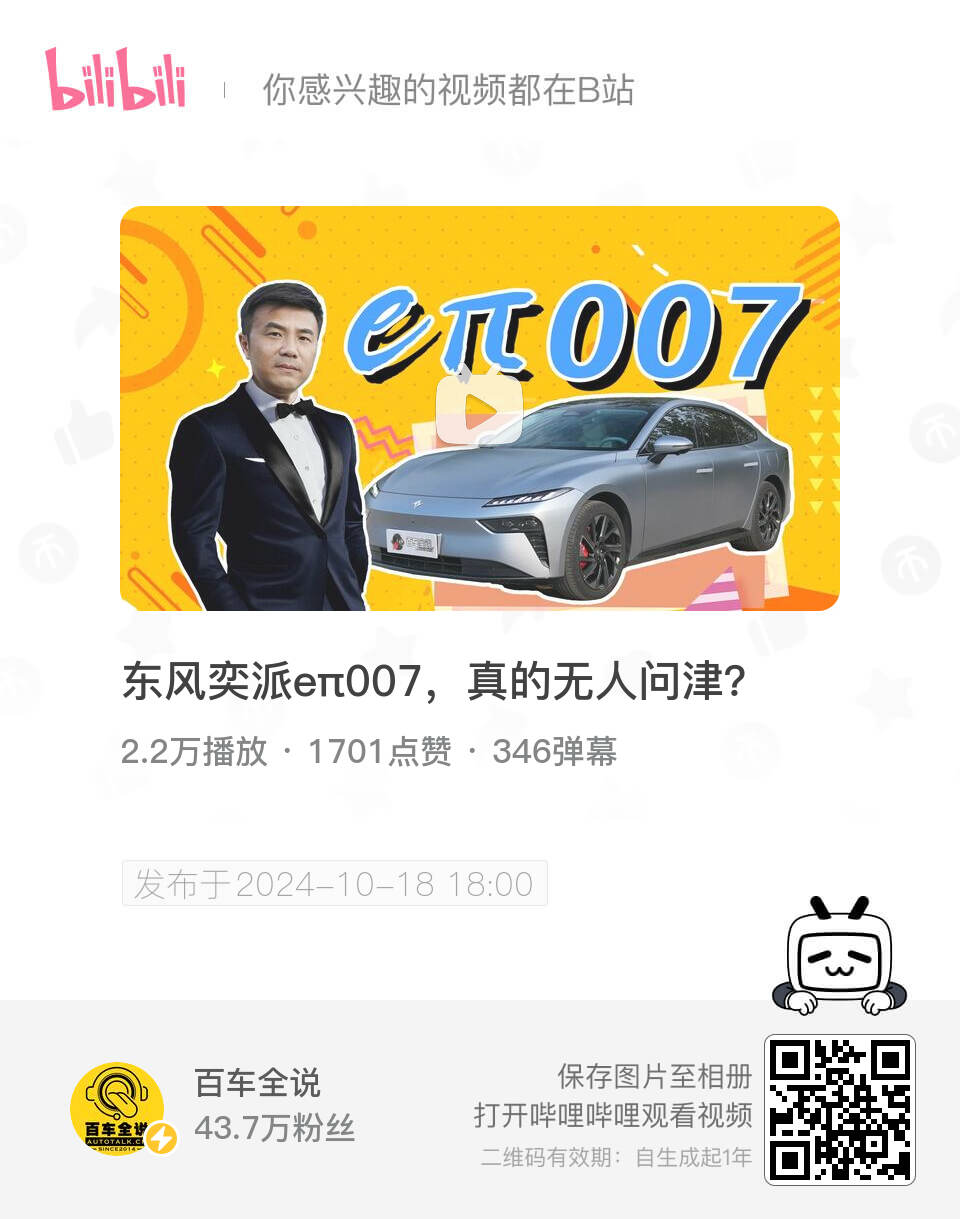 bilibili
你感兴趣的视频都在B站
eπ007
百车全说
东风奕派eπ007，真的无人问津？
2.2万播放 · 1701点赞 · 346弹幕
发布于2024-10-18 18:00
百车全说
43.7万粉丝
百车全说
AUTOTALK.C
SINCE2014
保存图片至相册
打开哔哩哔哩观看视频
二维码有效期：自生成起1年